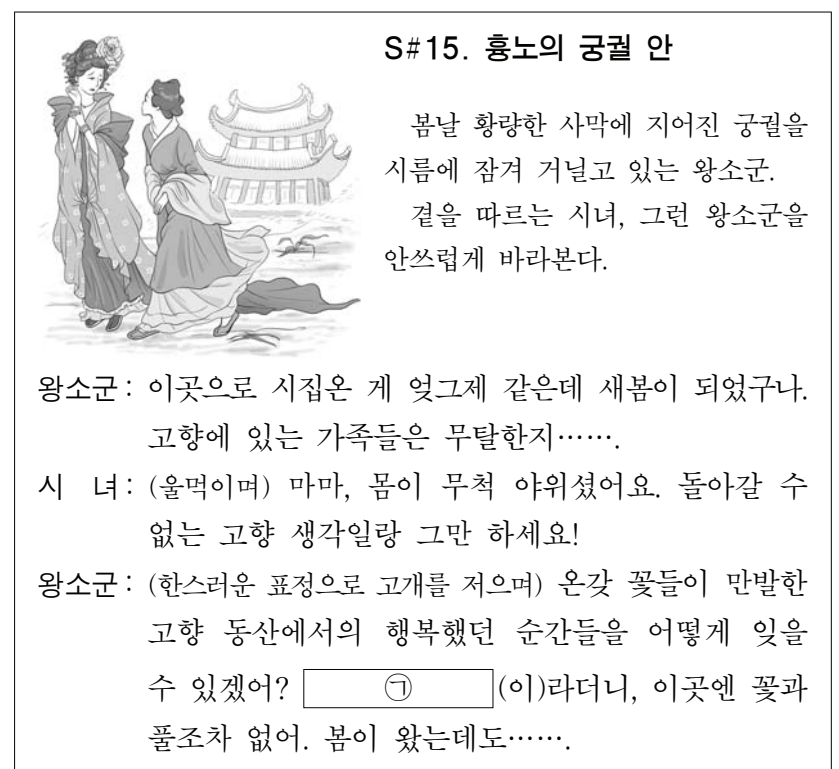 S#15. 흉노의 궁궐 안
봄날 황량한 사막에 지어진 궁궐을
시름에 잠겨 거닐고 있는 왕소군.
곁을 따르는 시녀, 그런 왕소군을
안쓰럽게 바라본다.
왕소군: 이곳으로 시집온 게 엊그제 같은데 새봄이 되었구나.
고향에 있는 가족들은 무탈한지…….
시 녀: (울먹이며) 마마, 몸이 무척 야위셨어요. 돌아갈 수
없는 고향 생각일랑 그만 하세요!
왕소군: (한스러운 표정으로 고개를 저으며) 온갖 꽃들이 만발한
고향 동산에서의 행복했던 순간들을 어떻게 잊을
수 있겠어? ㉠ (이)라더니, 이곳엔 꽃과
풀조차 없어. 봄이 왔는데도…….